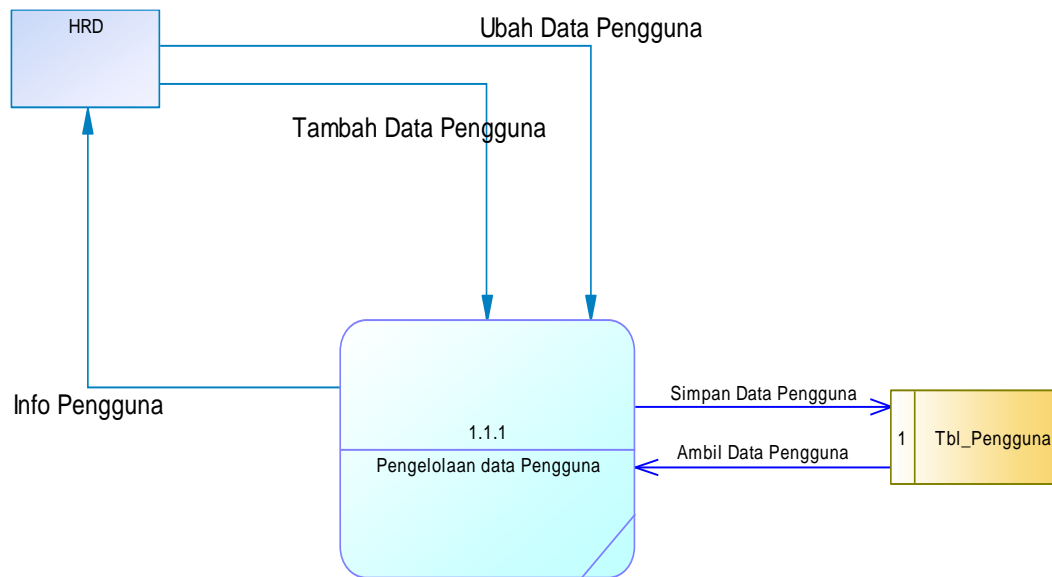 HRD
Ubah Data Pengguna
Tambah Data Pengguna
Info Pengguna
Simpan Data Pengguna
1.1.1
1
Tbl_Pengguna
Ambil Data Pengguna
Pengelolaan data Pengguna